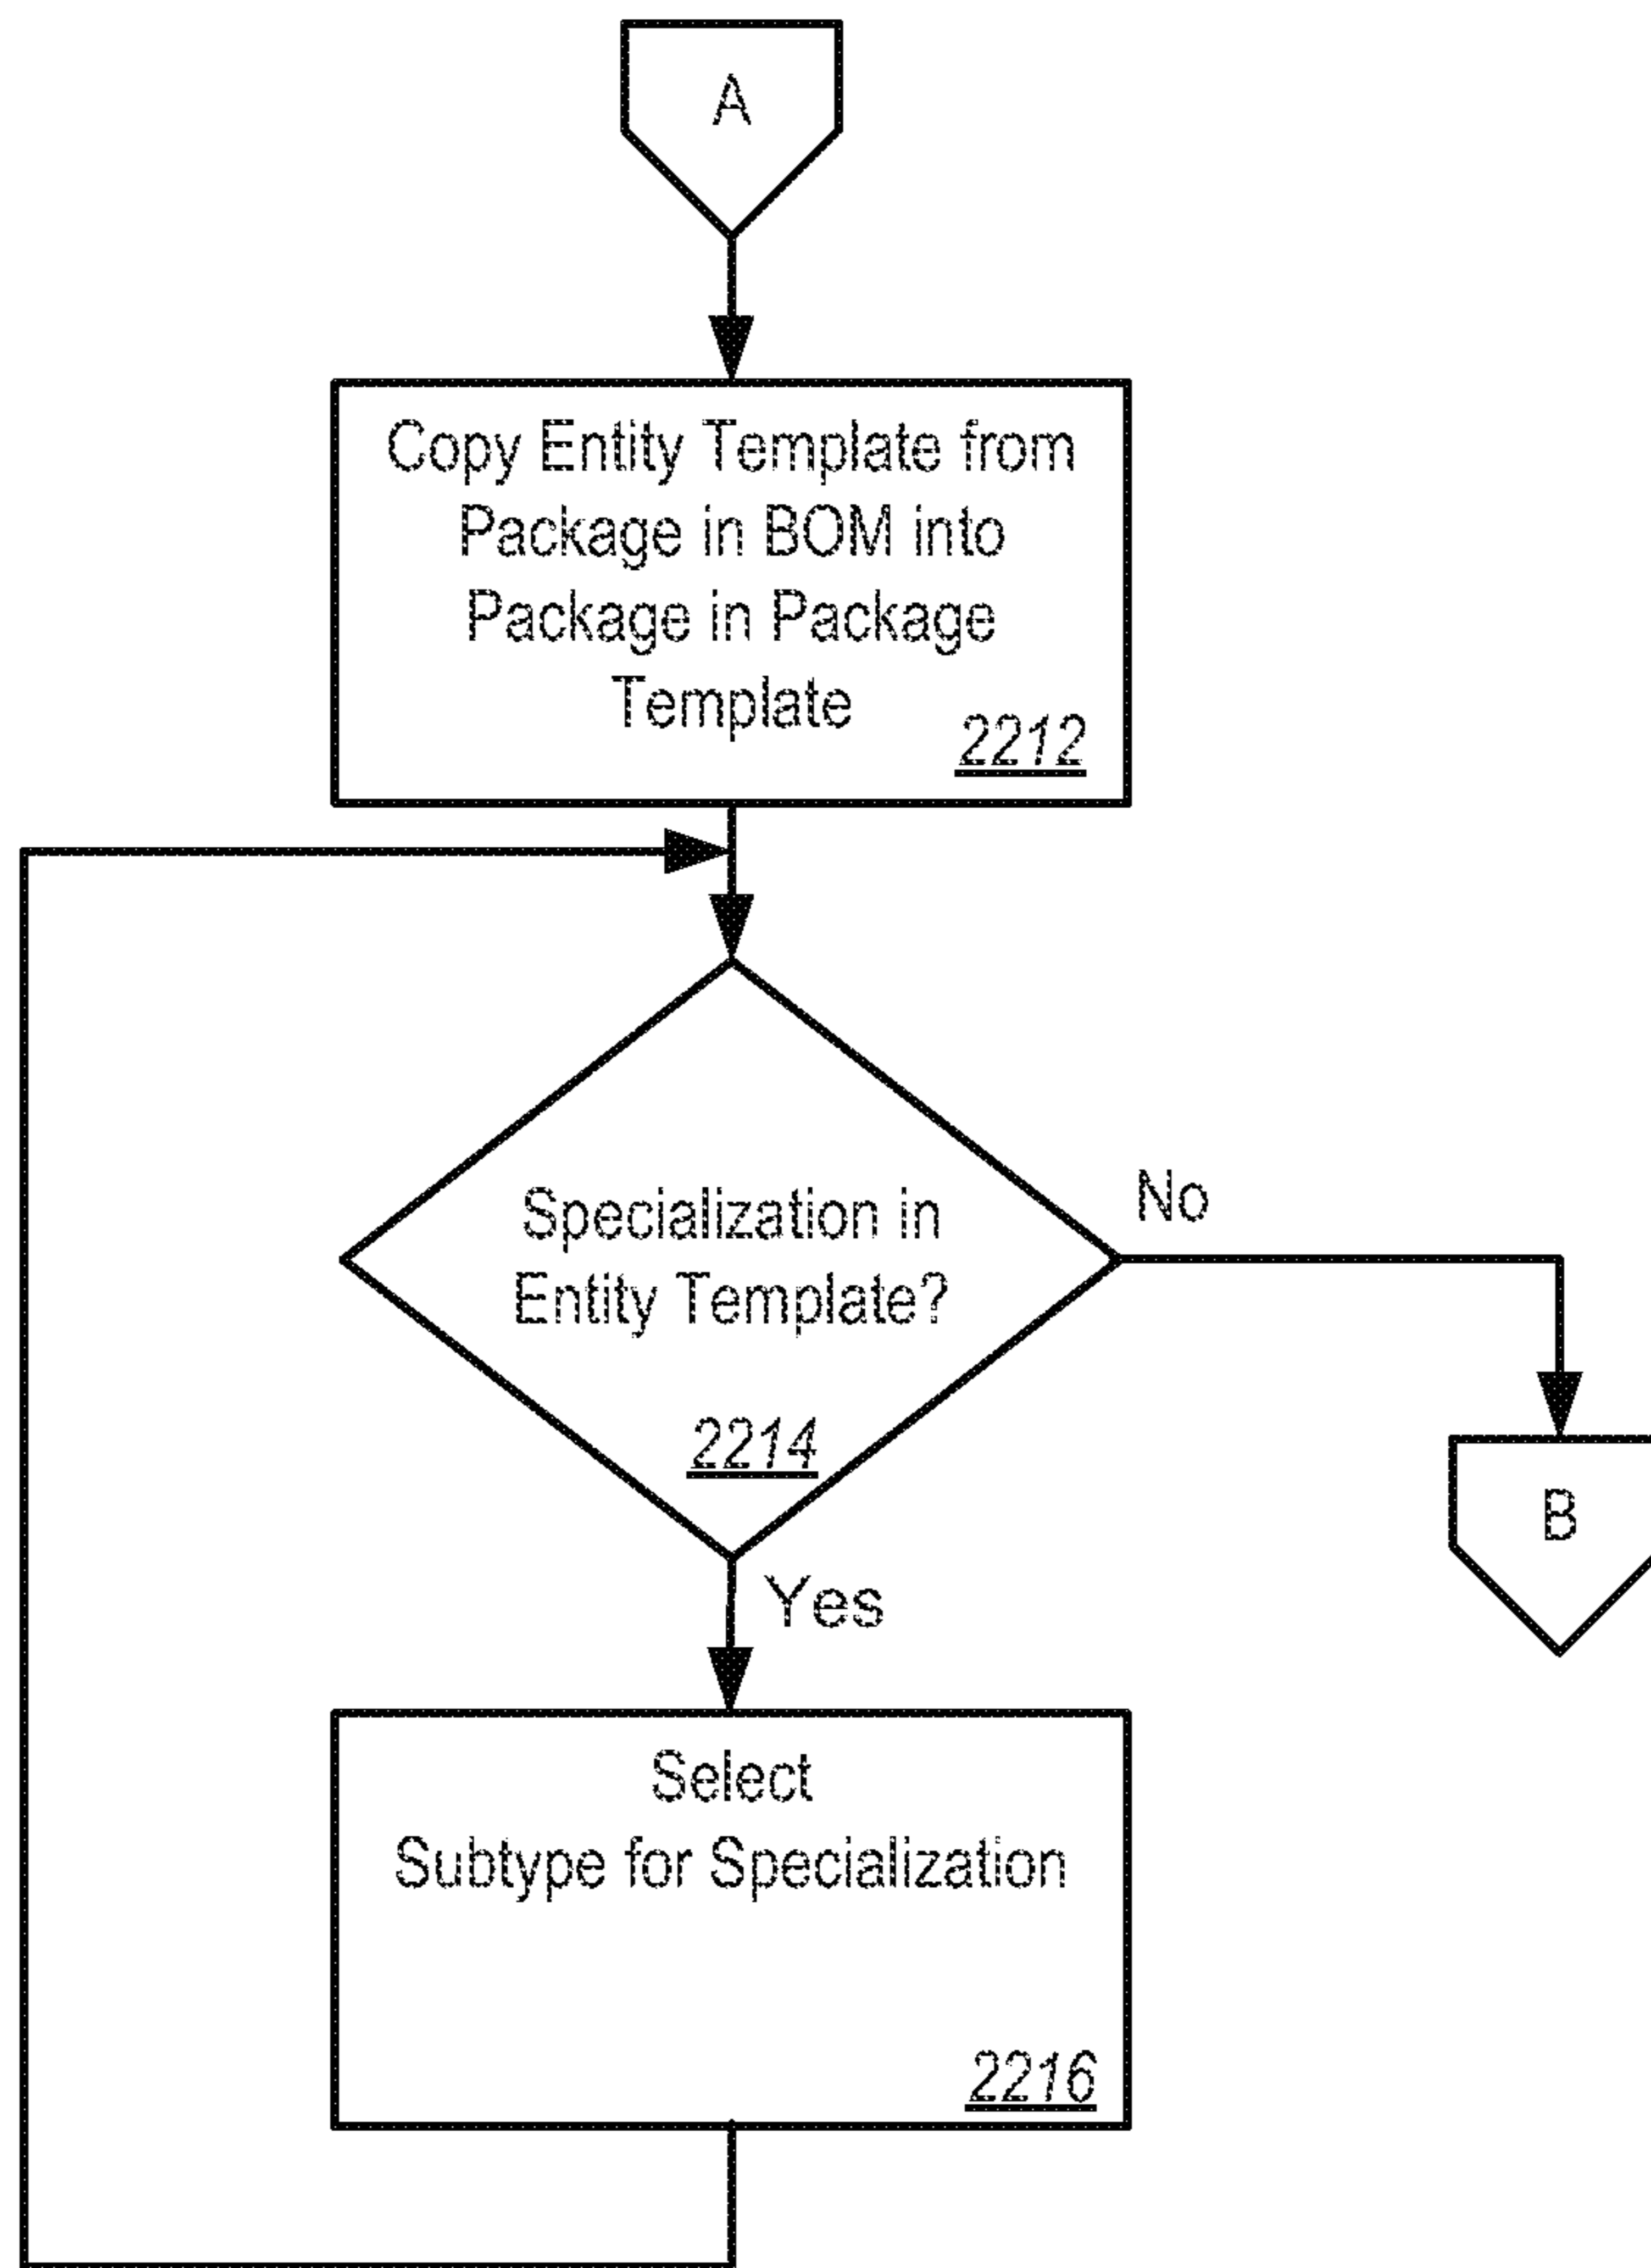 A
Copy Entity Template from
Package in BOM into
Package in Package
Template
2212
Specialization in
Entity Template?
2214
No
B
Yes
Select
Subtype for Specialization
2216